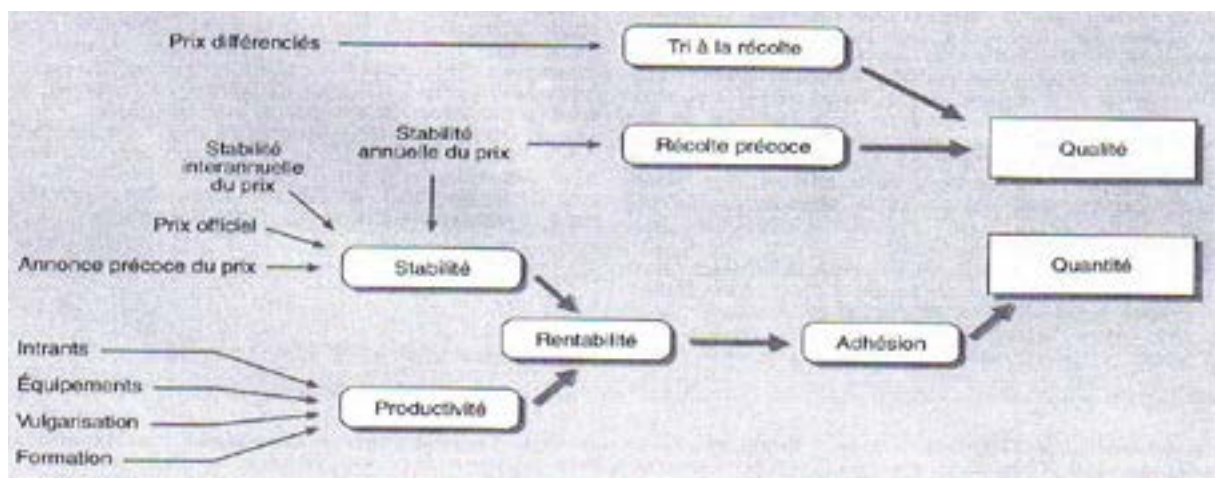 Prix différenciés
Tri à la récolte
Stabilité
annuelle du prix
Récolte précoce
Qualité
Stabilité
interannuelle
du prix
Prix officiel
Annonce précoce du prix
Stabilité
Quantité
Rentabilité
Adhésion
Intrants
Équipements
Productivité
Vulgarisation
Formation